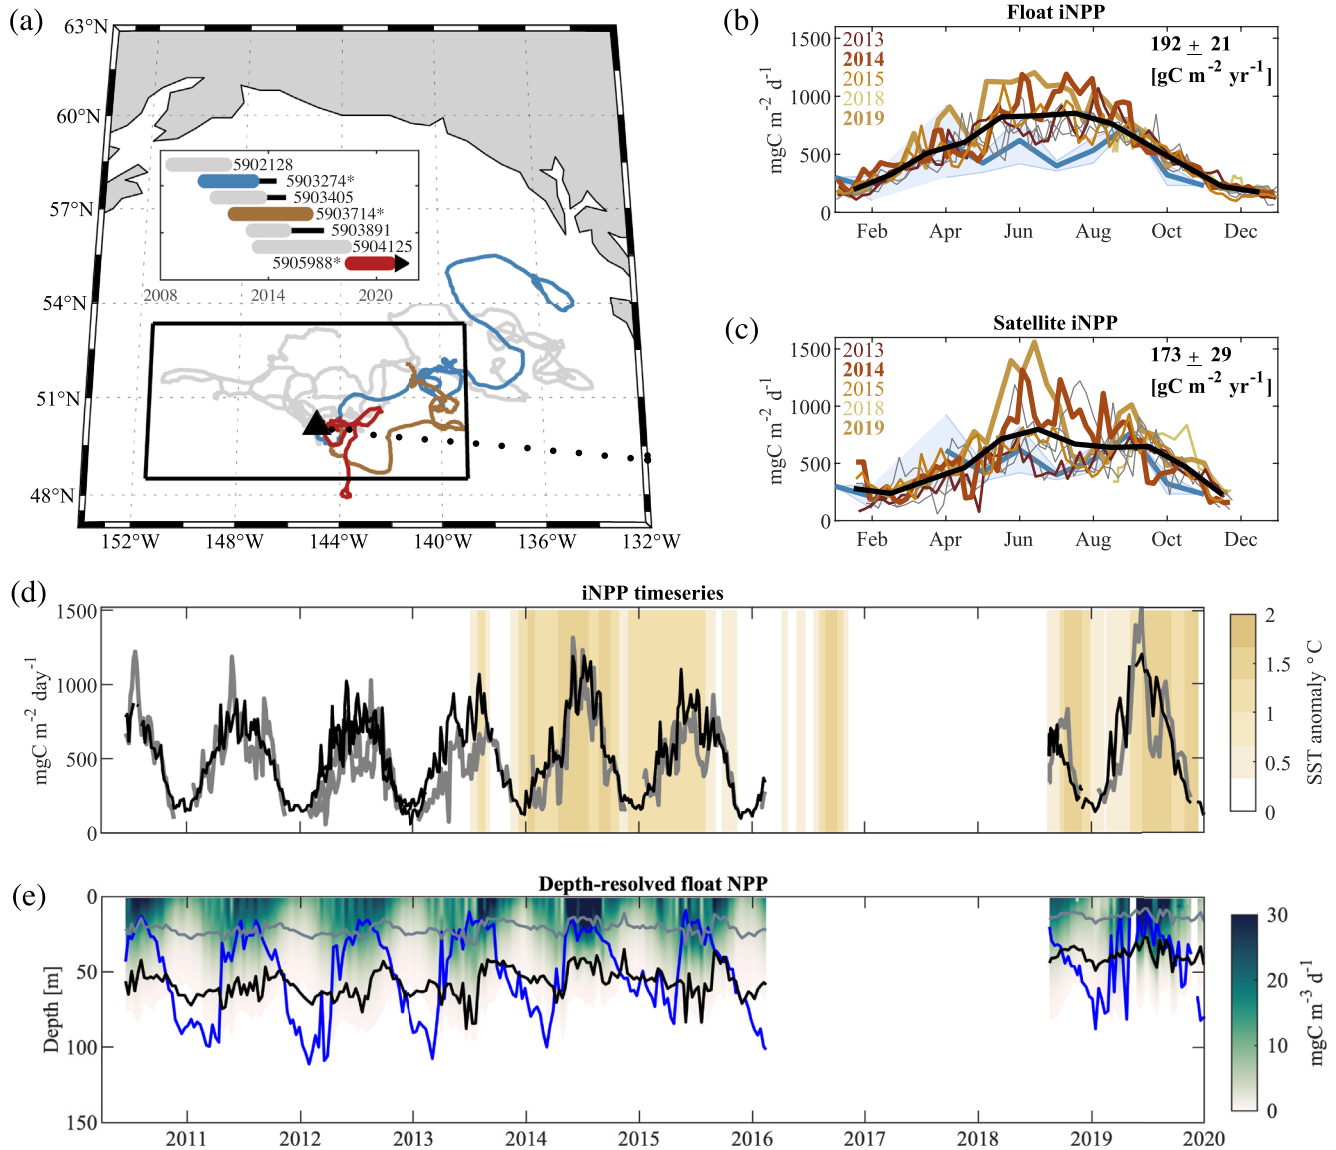 (a)
63°N
60°N
57°N
54°N
51°N
48°N
152°W
148°W
144°W
140°W
136°W
132°W
5902128
5903274*
5903405
5903714*
5903891
5904125
5905988*
2008
2014
2020
(b)
Float iNPP
1500
1000
500
0
mgC m-2 d-1
2013
2014
2015
2018
2019
192 ± 21
[gC m-2 yr-1]
Feb
Apr
Jun
Aug
Oct
Dec
(c)
Satellite iNPP
1500
1000
500
0
mgC m-2 d-1
2013
2014
2015
2018
2019
173 ± 29
[gC m-2 yr-1]
Feb
Apr
Jun
Aug
Oct
Dec
(d)
iNPP timeseries
1500
1000
500
0
mgC m-2 day-1
2
1.5
1
0.5
0
SST anomaly °C
(e)
Depth-resolved float NPP
0
50
100
150
Depth [m]
2011
2012
2013
2014
2015
2016
2017
2018
2019
2020
30
20
10
0
mgC m-3 d-1